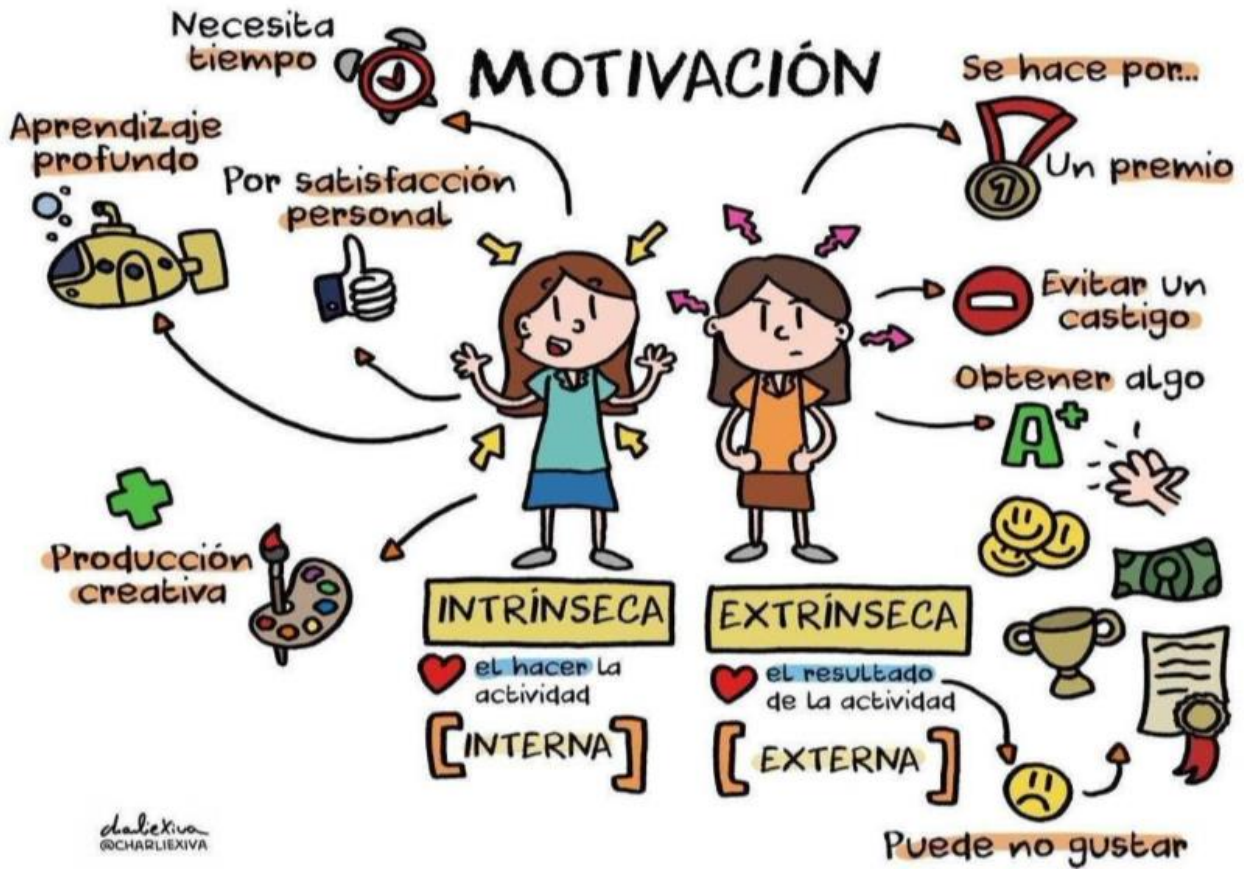 MOTIVACIÓN
Necesita
tiempo
Aprendizaje
profundo
Por satisfacción
personal
Producción
creativa
INTRÍNSECA
el hacer la
actividad
INTERNA
Se hace por...
1
Un premio
Evitar un
castigo
Obtener algo
A+
EXTRÍNSECA
el resultado
de la actividad
EXTERNA
Puede no gustar
charlieXiva
@CHARLIEXIVA